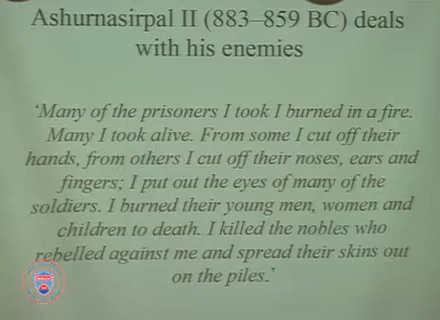 Ashurnasirpal II (883–859 BC) deals
with his enemies
‘Many of the prisoners I took I burned in a fire.
Many I took alive. From some I cut off their
hands, from others I cut off their noses, ears and
fingers; I put out the eyes of many of the
soldiers. I burned their young men, women and
children to death. I killed the nobles who
rebelled against me and spread their skins out
on the piles.’